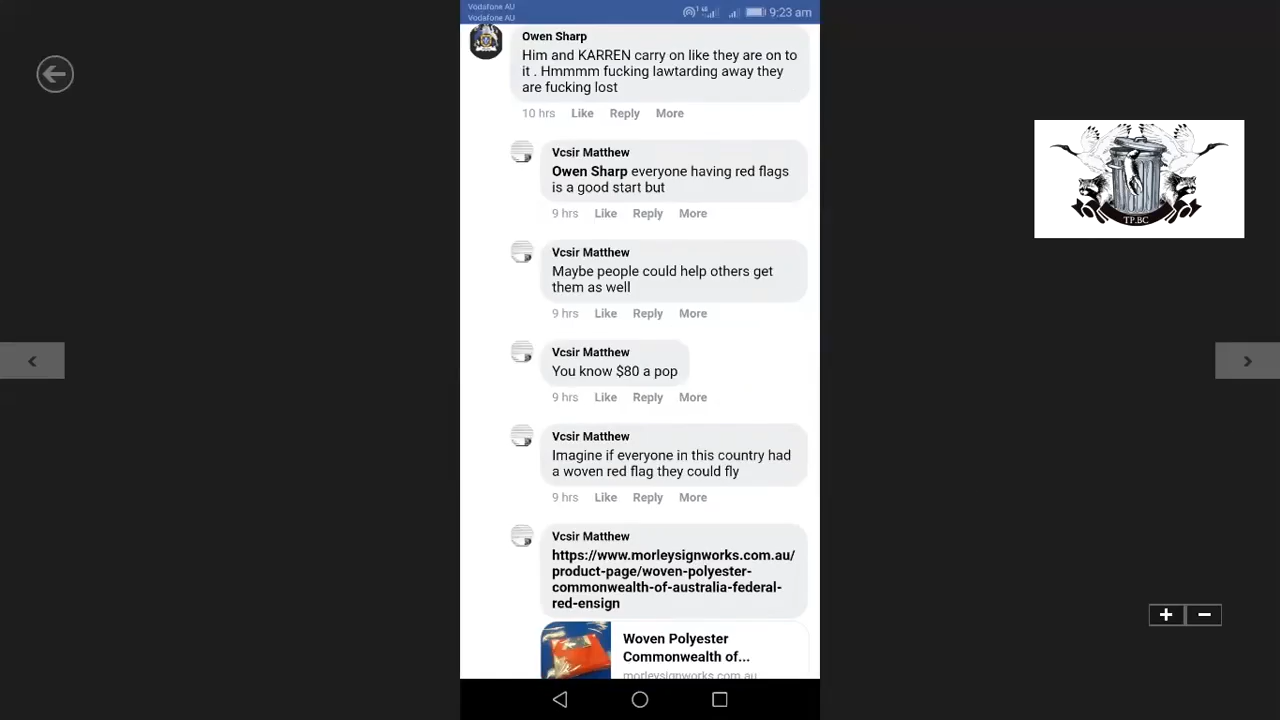 Vodafone AU
Vodafone AU
9:23 am
Owen Sharp
Him and KARREN carry on like they are on to
it . Hmmmm fucking lawtarding away they
are fucking lost
10 hrs Like Reply More
Vcsir Matthew
Owen Sharp everyone having red flags
is a good start but
9 hrs Like Reply More
Vcsir Matthew
Maybe people could help others get
them as well
9 hrs Like Reply More
Vcsir Matthew
You know $80 a pop
9 hrs Like Reply More
Vcsir Matthew
Imagine if everyone in this country had
a woven red flag they could fly
9 hrs Like Reply More
Vcsir Matthew
https://www.morleysignworks.com.au/
product-page/woven-polyester-
commonwealth-of-australia-federal-
red-ensign
Woven Polyester
Commonwealth of...
morleysignworks.com.au
TP.BC